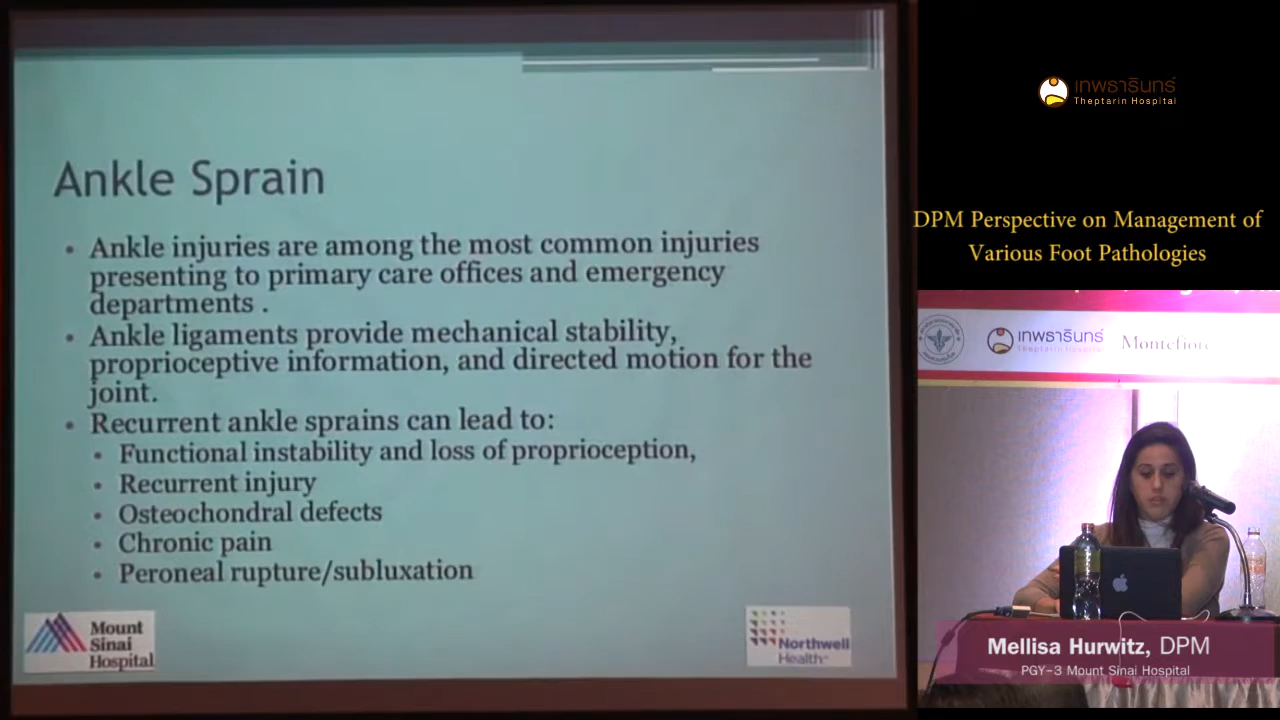 Ankle Sprain
• Ankle injuries are among the most common injuries
presenting to primary care offices and emergency
departments .
• Ankle ligaments provide mechanical stability,
proprioceptive information, and directed motion for the
joint.
• Recurrent ankle sprains can lead to:
• Functional instability and loss of proprioception,
• Recurrent injury
• Osteochondral defects
• Chronic pain
• Peroneal rupture/subluxation
Mount
Sinai
Hospital
Northwell
Health
เทพธารินทร์
Theptarin Hospital
DPM Perspective on Management of
Various Foot Pathologies
เทพธารินทร์
Theptarin Hospital
Montefiore
Mellisa Hurwitz, DPM
PGY-3 Mount Sinai Hospital